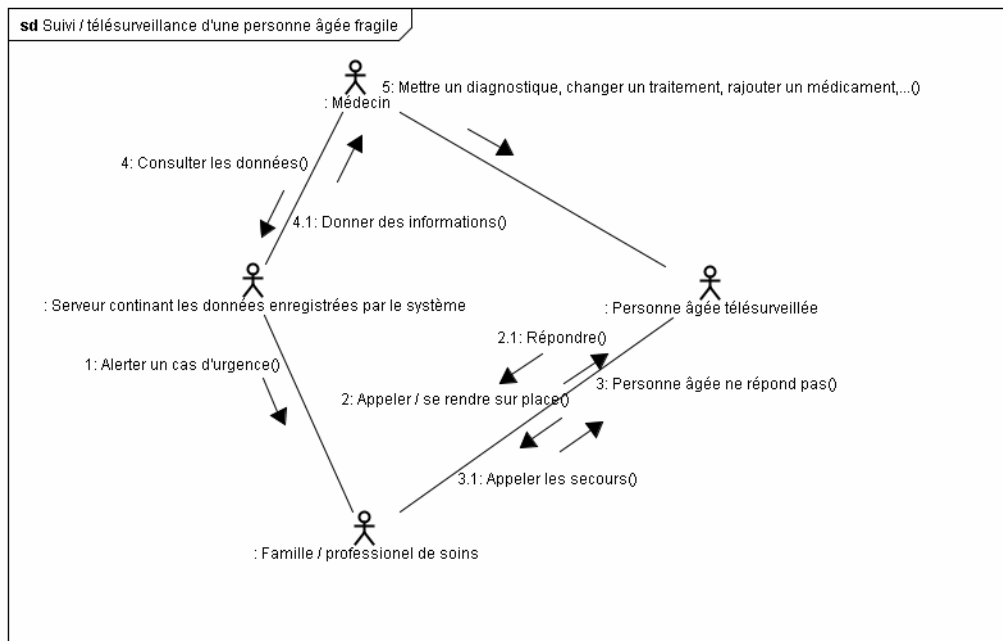 sd Suivi / télésurveillance d'une personne âgée fragile
5: Mettre un diagnostique, changer un traitement, rajouter un médicament,...()
: Médecin
4: Consulter les données()
4.1: Donner des informations()
: Serveur continant les données enregistrées par le système
: Personne âgée télésurveillée
2.1: Répondre()
1: Alerter un cas d'urgence()
3: Personne âgée ne répond pas()
2: Appeler / se rendre sur place()
3.1: Appeler les secours()
: Famille / professionel de soins